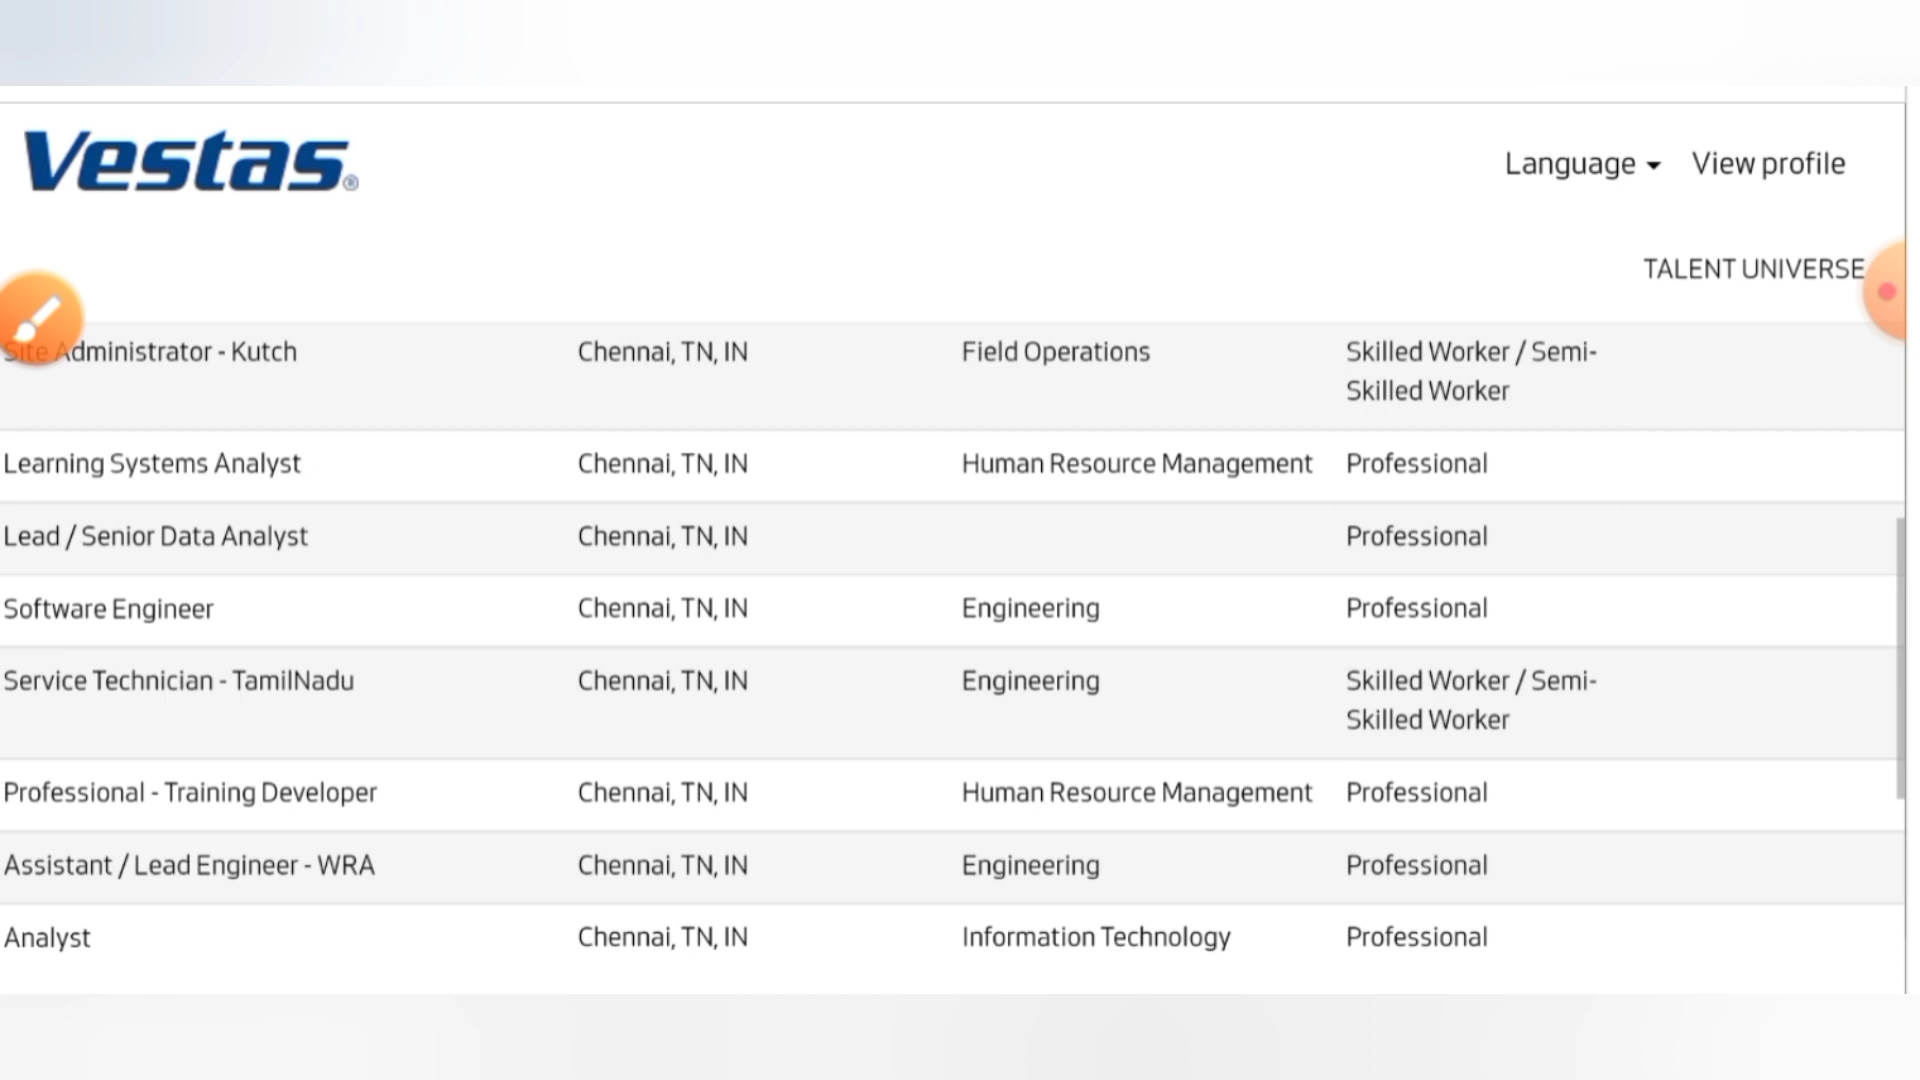 Vestas®
Language View profile
TALENT UNIVERSE
Site Administrator - Kutch Chennai, TN, IN Field Operations Skilled Worker / Semi-
Skilled Worker
Learning Systems Analyst Chennai, TN, IN Human Resource Management Professional
Lead / Senior Data Analyst Chennai, TN, IN Professional
Software Engineer Chennai, TN, IN Engineering Professional
Service Technician - TamilNadu Chennai, TN, IN Engineering Skilled Worker / Semi-
Skilled Worker
Professional - Training Developer Chennai, TN, IN Human Resource Management Professional
Assistant / Lead Engineer - WRA Chennai, TN, IN Engineering Professional
Analyst Chennai, TN, IN Information Technology Professional